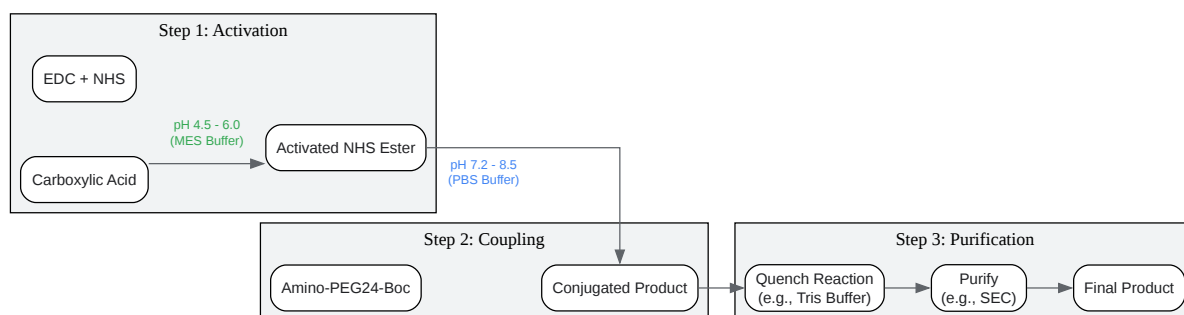 Step 1: Activation
EDC + NHS
pH 4.5 - 6.0
(MES Buffer)
Carboxylic Acid
Activated NHS Ester
pH 7.2 - 8.5
(PBS Buffer)
Step 2: Coupling
Amino-PEG24-Boc
Conjugated Product
Step 3: Purification
Quench Reaction
(e.g., Tris Buffer)
Purify
(e.g., SEC)
Final Product